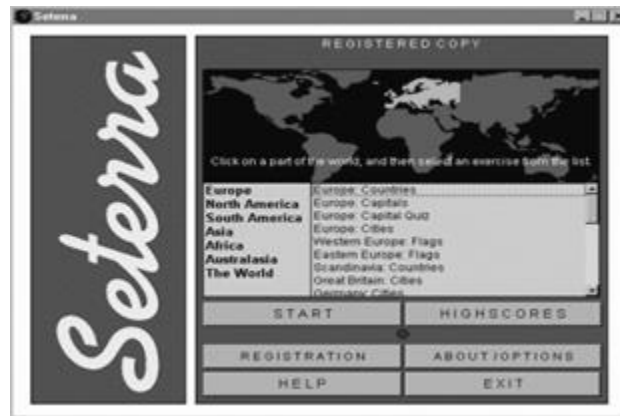 Seterra
Seterra
REGISTERED COPY
Click on a part of the world, and then select an exercise from the list.
Europe
North America
South America
Asia
Africa
Australasia
The World
Europe: Countries
Europe: Capitals
Europe: Capital Quiz
Europe: Cities
Western Europe: Flags
Eastern Europe: Flags
Scandinavia: Countries
Great Britain: Cities
Germany: Cities
START
HIGHSCORES
REGISTRATION
ABOUT/OPTIONS
HELP
EXIT